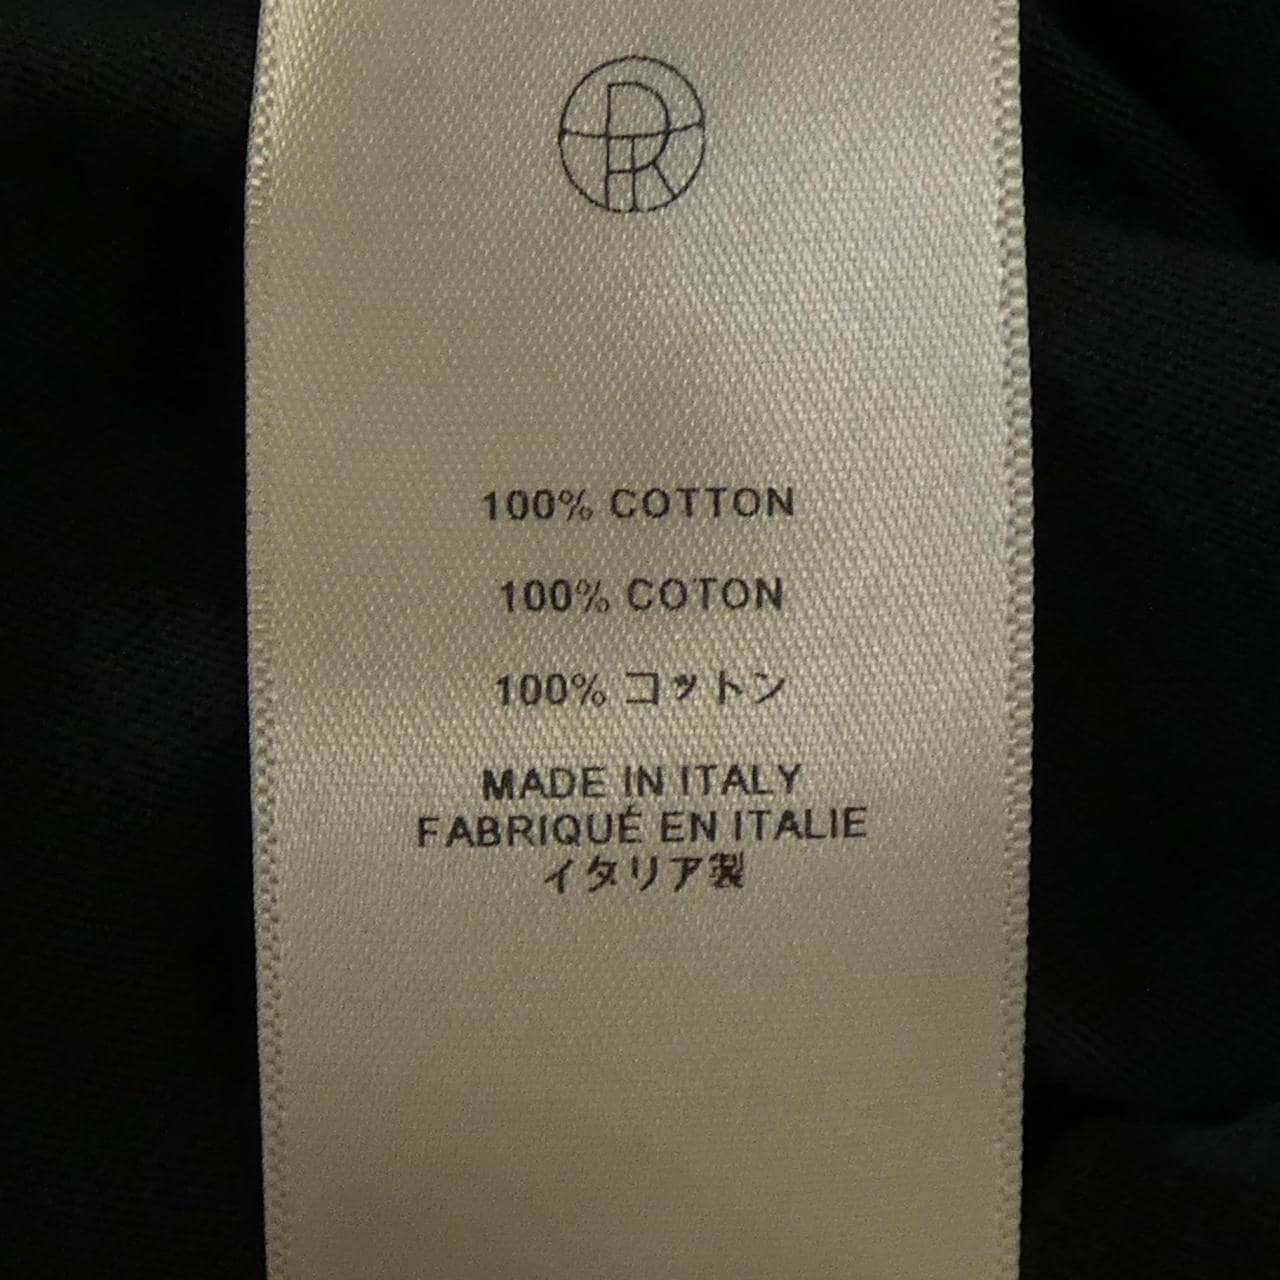 100% COTTON
100% COTON
100% コットン
MADE IN ITALY
FABRIQUÉ EN ITALIE
イタリア製